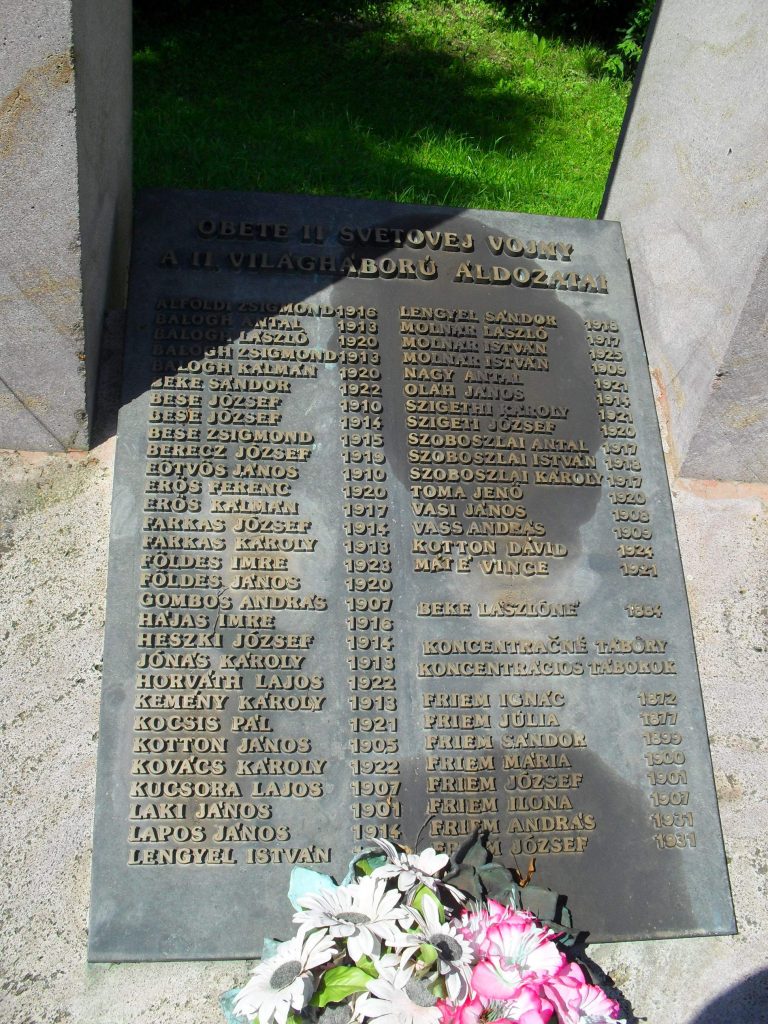 OBETE II SVETOVEJ VOJNY
A II. VILÁGHÁBORÚ ÁLDOZATAI
ALFÖLDI ZSIGMOND 1916
BALOGH ANTAL 1913
BALOGH LÁSZLÓ 1920
BALOGH ZSIGMOND 1913
BALOGH KÁLMÁN 1920
BEKE SÁNDOR 1922
BESE JÓZSEF 1910
BESE JÓZSEF 1914
BESE ZSIGMOND 1915
BERECZ JÓZSEF 1919
EÖTVÖS JÁNOS 1910
ERŐS FERENC 1920
ERŐS KÁLMÁN 1917
FARKAS JÓZSEF 1914
FARKAS KÁROLY 1913
FÖLDES IMRE 1923
FÖLDES JÁNOS 1920
GOMBOS ANDRÁS 1907
HAJAS IMRE 1916
HESZKI JÓZSEF 1914
JÓNÁS KÁROLY 1913
HORVÁTH LAJOS 1922
KEMÉNY KÁROLY 1913
KOCSIS PÁL 1921
KOTTON JÁNOS 1905
KOVÁCS KÁROLY 1922
KUCSORA LAJOS 1907
LAKI JÁNOS 1901
LAPOS JÁNOS 1914
LENGYEL ISTVÁN
LENGYEL SÁNDOR 1918
MOLNÁR LÁSZLÓ 1917
MOLNÁR ISTVÁN 1925
MOLNÁR ISTVÁN 1909
NAGY ANTAL 1921
OLÁH JÁNOS 1914
SZIGETHI KÁROLY 1921
SZIGETI JÓZSEF 1920
SZOBOSZLAI ANTAL 1917
SZOBOSZLAI ISTVÁN 1918
SZOBOSZLAI KÁROLY 1917
TOMA JENŐ 1920
VASI JÁNOS 1908
VASS ANDRÁS 1909
KOTTON DÁVID 1924
MÁTÉ VINCE 1921
BEKE LÁSZLÓNÉ 1884
KONCENTRAČNÉ TÁBORY
KONCENTRÁCIOS TÁBOROK
FRIEM IGNÁC 1872
FRIEM JÚLIA 1877
FRIEM SÁNDOR 1899
FRIEM MÁRIA 1900
FRIEM JÓZSEF 1901
FRIEM ILONA 1907
FRIEM ANDRÁS 1931
FRIEM JÓZSEF 1931